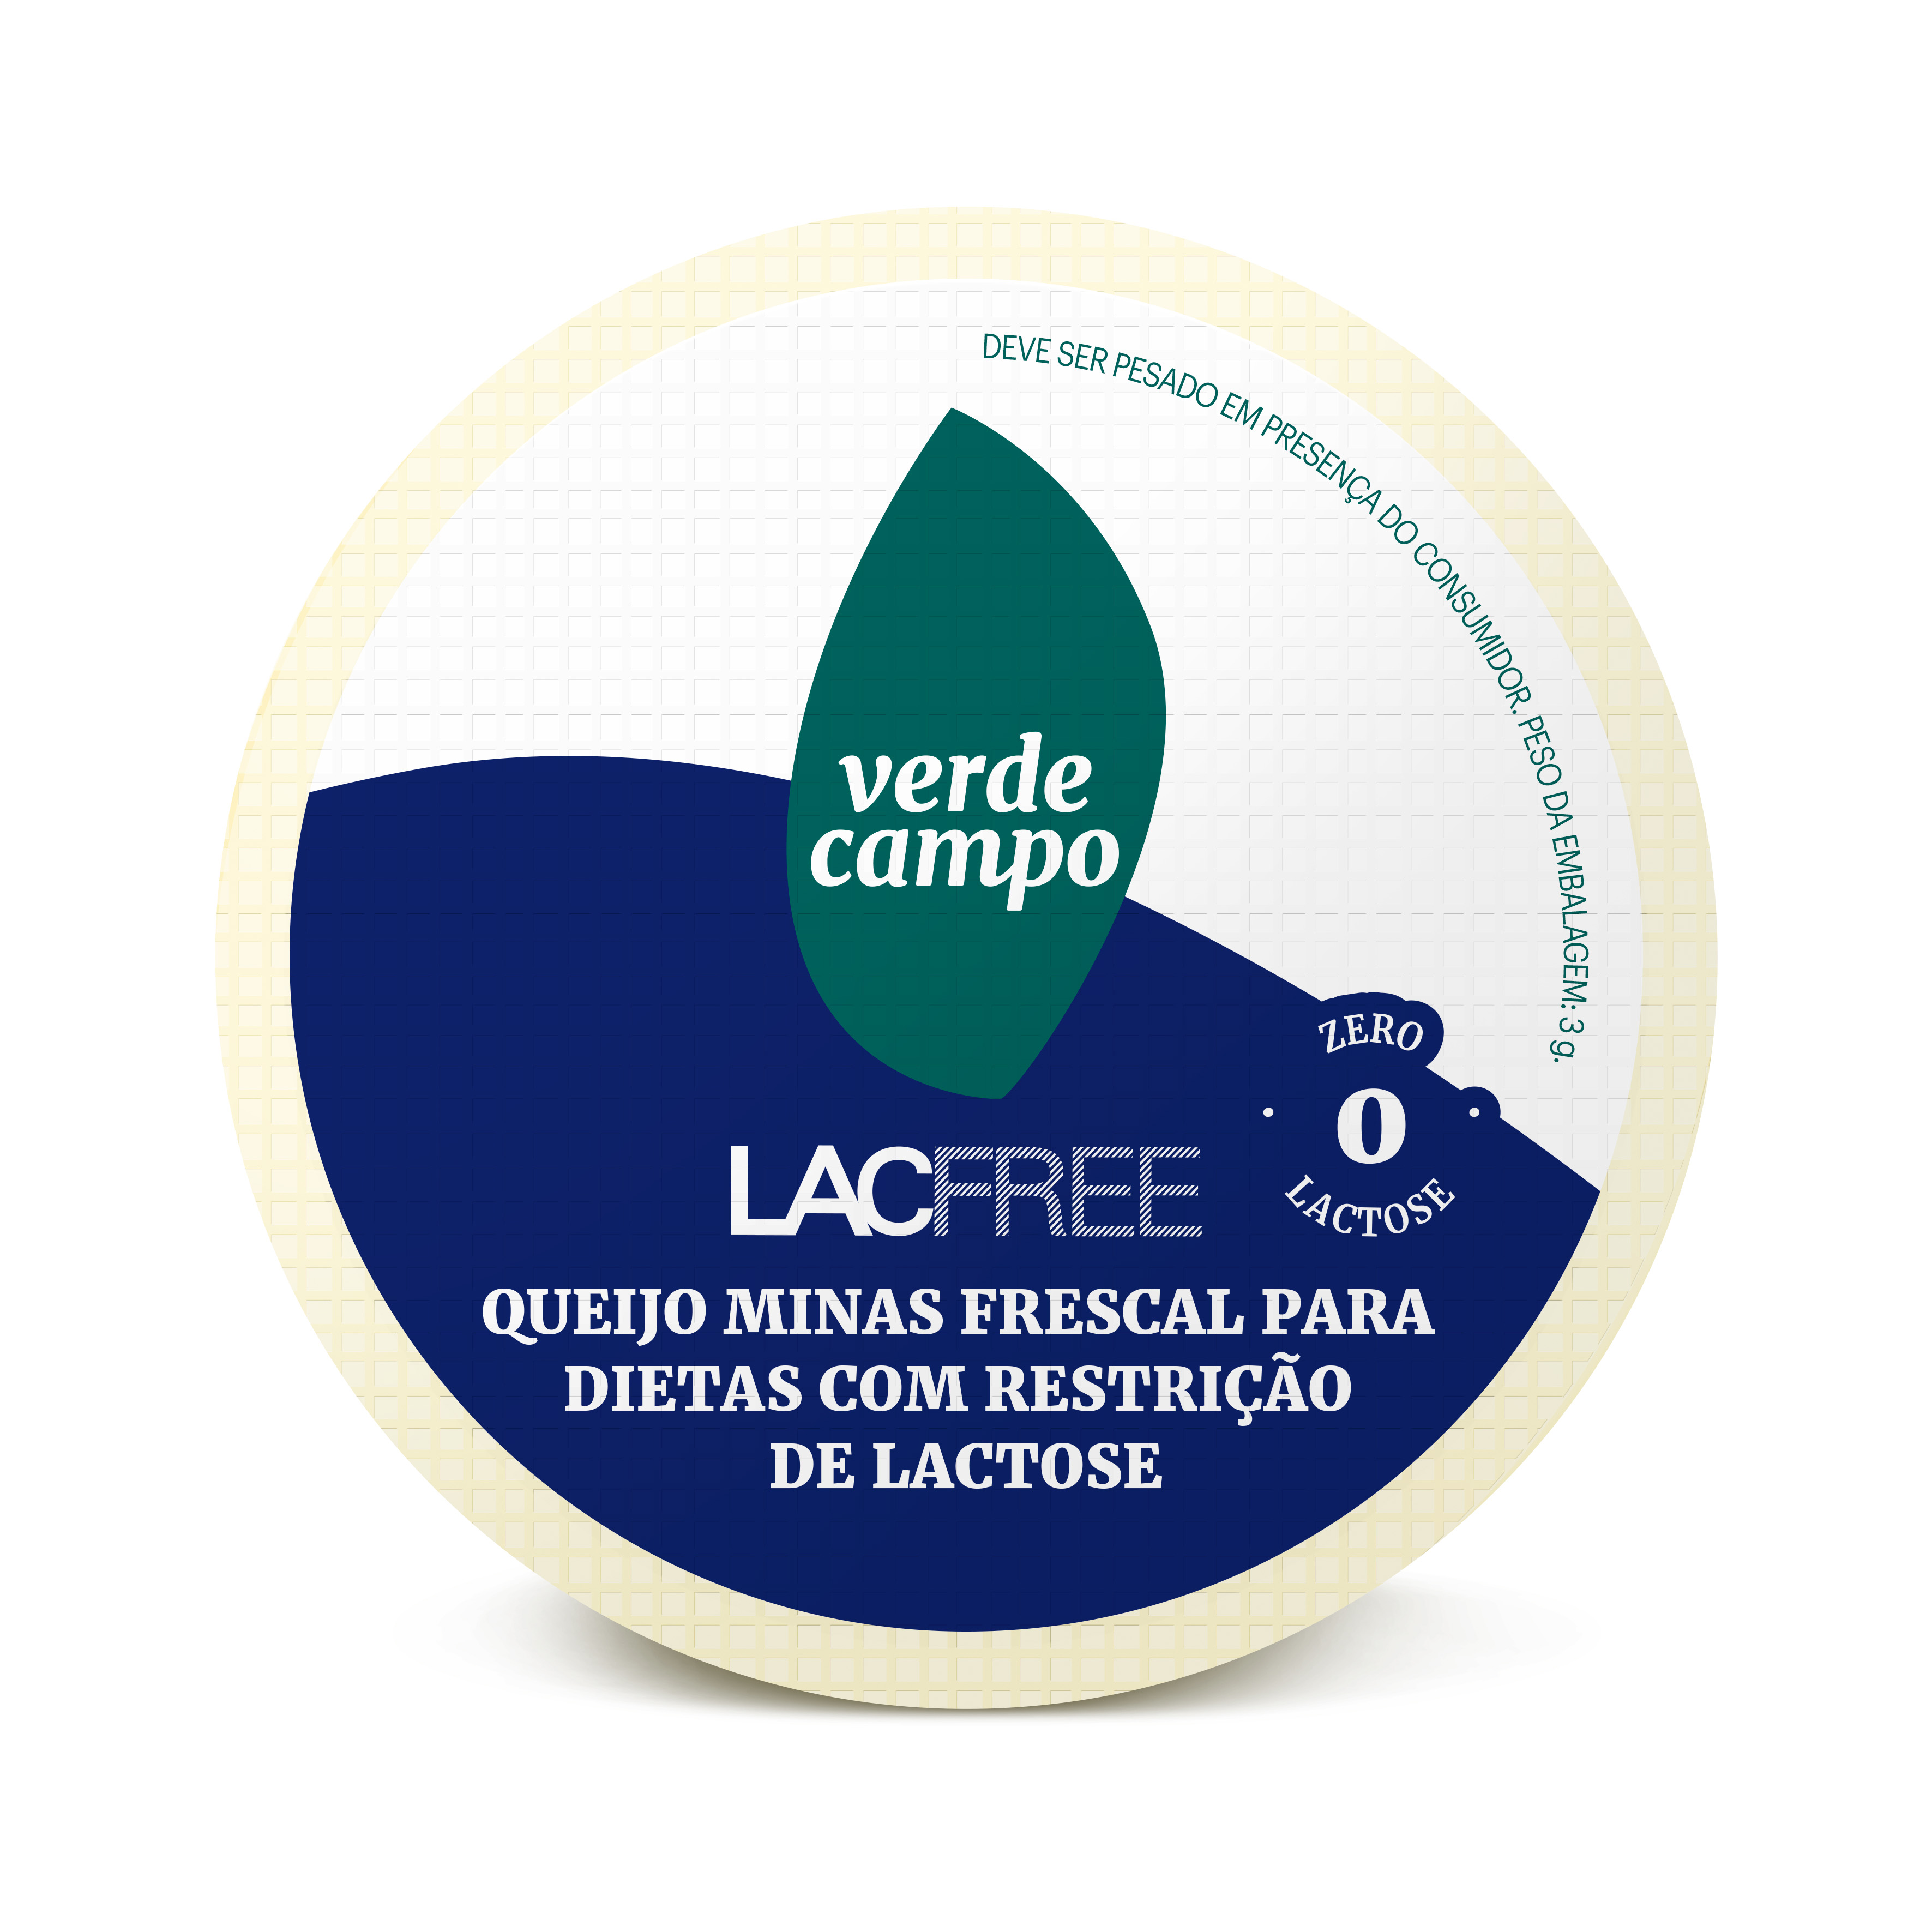 DEVE SER PESADO EM PRESENÇA DO CONSUMIDOR. PESO DA EMBALAGEM: 3 g.
verde
campo
ZERO
0
LACTOSE
LACFREE
QUEIJO MINAS FRESCAL PARA
DIETAS COM RESTRIÇÃO
DE LACTOSE